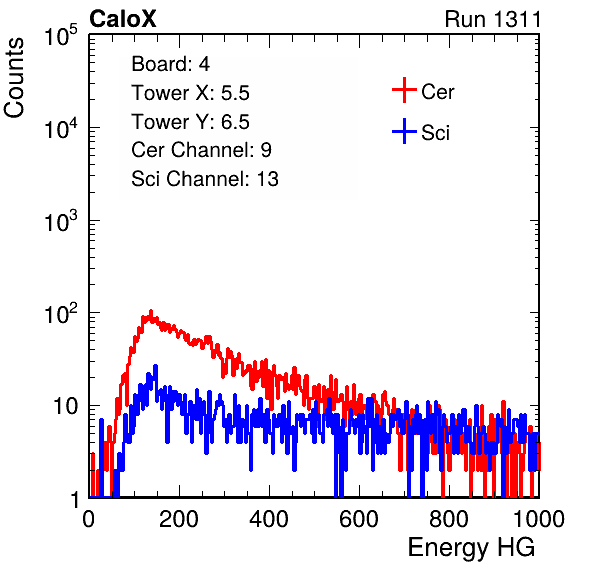 CaloX Run 1311
Counts
Board: 4
Tower X: 5.5
Tower Y: 6.5
Cer Channel: 9
Sci Channel: 13
Cer
Sci
10^5
10^4
10^3
10^2
10
1
0 200 400 600 800 1000
Energy HG